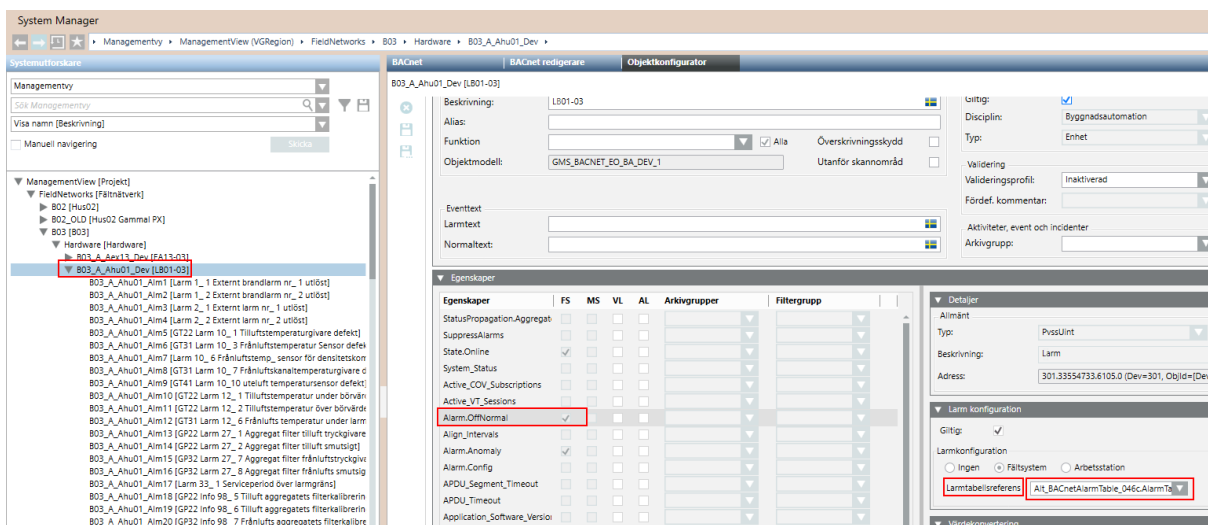 System Manager
Managementvy ▸ ManagementView (VGRegion) ▸ FieldNetworks ▸ B03 ▸ Hardware ▸ B03_A_Ahu01_Dev ▸
Systemutforskare
Managementvy
Sök Managementvy
Visa namn [Beskrivning]
Manuell navigering
Skicka
ManagementView [Projekt]
FieldNetworks [Fältnätverk]
B02 [Hus02]
B02_OLD [Hus02 Gammal PX]
B03 [B03]
Hardware [Hardware]
B03_A_Aex13_Dev [FA13-03]
B03_A_Ahu01_Dev [LB01-03]
B03_A_Ahu01_Alm1 [Larm 1_ 1 Externt brandlarm nr_ 1 utlöst]
B03_A_Ahu01_Alm2 [Larm 1_ 2 Externt brandlarm nr_ 2 utlöst]
B03_A_Ahu01_Alm3 [Larm 2_ 1 Externt larm nr_ 1 utlöst]
B03_A_Ahu01_Alm4 [Larm 2_ 2 Externt larm nr_ 2 utlöst]
B03_A_Ahu01_Alm5 [GT22 Larm 10_ 1 Tilluftstemperaturgivare defekt]
B03_A_Ahu01_Alm6 [GT31 Larm 10_ 3 Frånluftstemperatur Sensor defek
B03_A_Ahu01_Alm7 [Larm 10_ 6 Frånluftstemp_ sensor för densitetskom
B03_A_Ahu01_Alm8 [GT31 Larm 10_ 7 Frånluftskanaltemperaturgivare d
B03_A_Ahu01_Alm9 [GT41 Larm 10_10 uteluft temperatursensor defekt]
B03_A_Ahu01_Alm10 [GT22 Larm 12_ 1 Tilluftstemperatur under börvär
B03_A_Ahu01_Alm11 [GT22 Larm 12_ 2 Tilluftstemperatur över börvärde
B03_A_Ahu01_Alm12 [GT31 Larm 12_ 6 Frånlufts temperatur under larm
B03_A_Ahu01_Alm13 [GP22 Larm 27_ 1 Aggregat filter tilluft tryckgivare
B03_A_Ahu01_Alm14 [GP22 Larm 27_ 2 Aggregat filter tilluft smutsigt]
B03_A_Ahu01_Alm15 [GP32 Larm 27_ 7 Aggregat filter frånluftstryckgiva
B03_A_Ahu01_Alm16 [GP32 Larm 27_ 8 Aggregat filter frånlufts smutsig
B03_A_Ahu01_Alm17 [Larm 33_ 1 Serviceperiod över larmgräns]
B03_A_Ahu01_Alm18 [GP22 Info 98_ 5 Tilluft aggregatets filterkalibrerin
B03_A_Ahu01_Alm19 [GP22 Info 98_ 6 Tilluft aggregatets filterkalibrerin
B03_A_Ahu01_Alm20 [GP32 Info 98_ 7 Frånlufts aggregatets filterkalibre
BACnet
BACnet redigerare
Objektkonfigurator
B03_A_Ahu01_Dev [LB01-03]
Beskrivning: LB01-03
Alias:
Funktion
Alla
Överskrivningsskydd
Objektmodell: GMS_BACNET_EO_BA_DEV_1
Utanför skannområd
Eventtext
Larmtext
Normaltext:
Giltig:
Disciplin: Byggnadsautomation
Typ: Enhet
Validering
Valideringsprofil: Inaktiverad
Fördef. kommentar:
Aktiviteter, event och incidenter
Arkivgrupp:
Egenskaper
Egenskaper FS MS VL AL Arkivgrupper Filtergrupp
StatusPropagation.Aggregat
SuppressAlarms
State.Online
System_Status
Active_COV_Subscriptions
Active_VT_Sessions
Alarm.OffNormal
Align_Intervals
Alarm.Anomaly
Alarm.Config
APDU_Segment_Timeout
APDU_Timeout
Application_Software_Version
Detaljer
Allmänt
Typ: PvssUint
Beskrivning: Larm
Adress: 301.33554733.6105.0 (Dev=301, ObjId=[Dev
Larm konfiguration
Giltig:
Larmkonfiguration
Ingen Fältsystem Arbetsstation
Larmtabellsreferens Alt_BACnetAlarmTable_046c.AlarmTa
Värdekonvertering